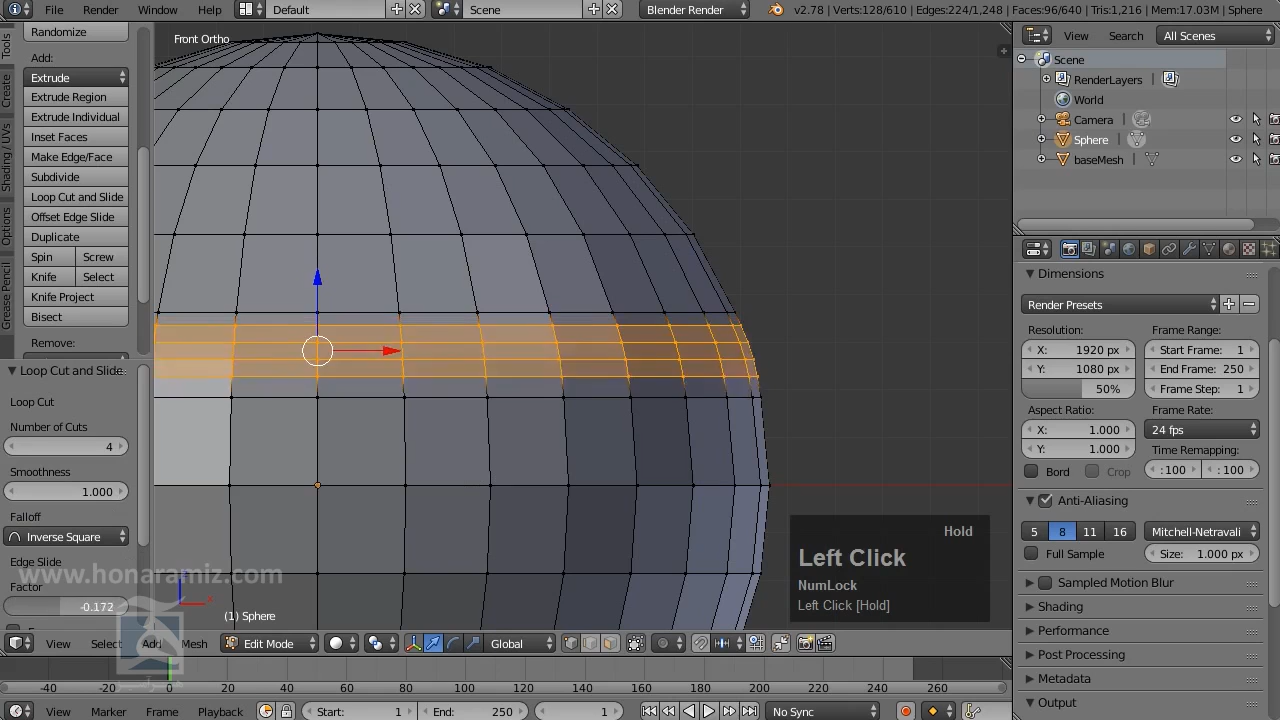 File Render Window Help Default Scene Blender Render v2.78 | Verts:128/610 | Edges:224/1,248 | Faces:96/640 | Tris:1,216 | Mem:17.03M | Sphere
Tools
Create
Shading / UVs
Options
Grease Pencil
Randomize
Add:
Extrude
Extrude Region
Extrude Individual
Inset Faces
Make Edge/Face
Subdivide
Loop Cut and Slide
Offset Edge Slide
Duplicate
Spin Screw
Knife Select
Knife Project
Bisect
Remove:
Loop Cut and Slide
Loop Cut
Number of Cuts
4
Smoothness
1.000
Falloff
Inverse Square
Edge Slide
Factor
-0.172
www.honaramiz.com
Front Ortho
(1) Sphere
Hold
Left Click
NumLock
Left Click [Hold]
View Select Add Mesh Edit Mode Global
-40 -20 0 20 40 60 80 100 120 140 160 180 200 220 240 260
View Marker Frame Playback Start: 1 End: 250 1 No Sync
View Search All Scenes
Scene
RenderLayers
World
Camera
Sphere
baseMesh
Dimensions
Render Presets
Resolution: Frame Range:
X: 1920 px Start Frame: 1
Y: 1080 px End Frame: 250
50% Frame Step: 1
Aspect Ratio: Frame Rate:
X: 1.000 24 fps
Y: 1.000 Time Remapping:
Bord Crop :100 :100
Anti-Aliasing
5 8 11 16 Mitchell-Netravali
Full Sample Size: 1.000 px
Sampled Motion Blur
Shading
Performance
Post Processing
Metadata
Output